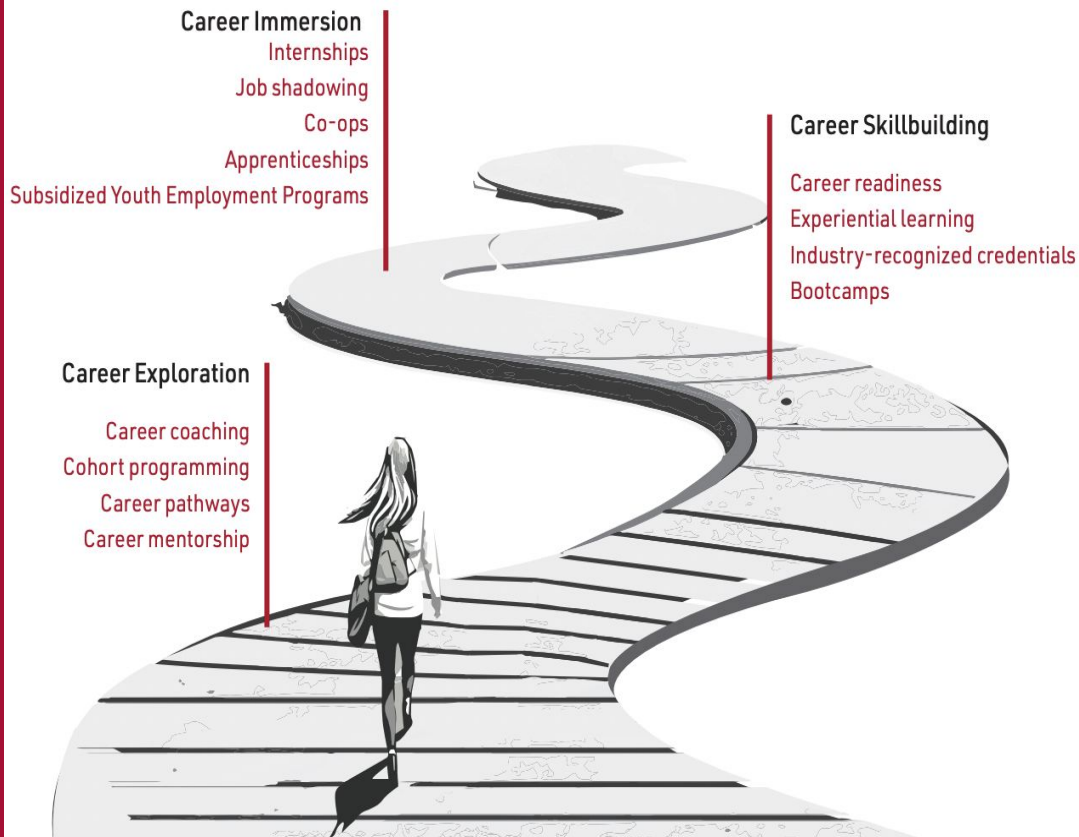 Career Immersion
Internships
Job shadowing
Co-ops
Apprenticeships
Subsidized Youth Employment Programs
Career Skillbuilding
Career readiness
Experiential learning
Industry-recognized credentials
Bootcamps
Career Exploration
Career coaching
Cohort programming
Career pathways
Career mentorship